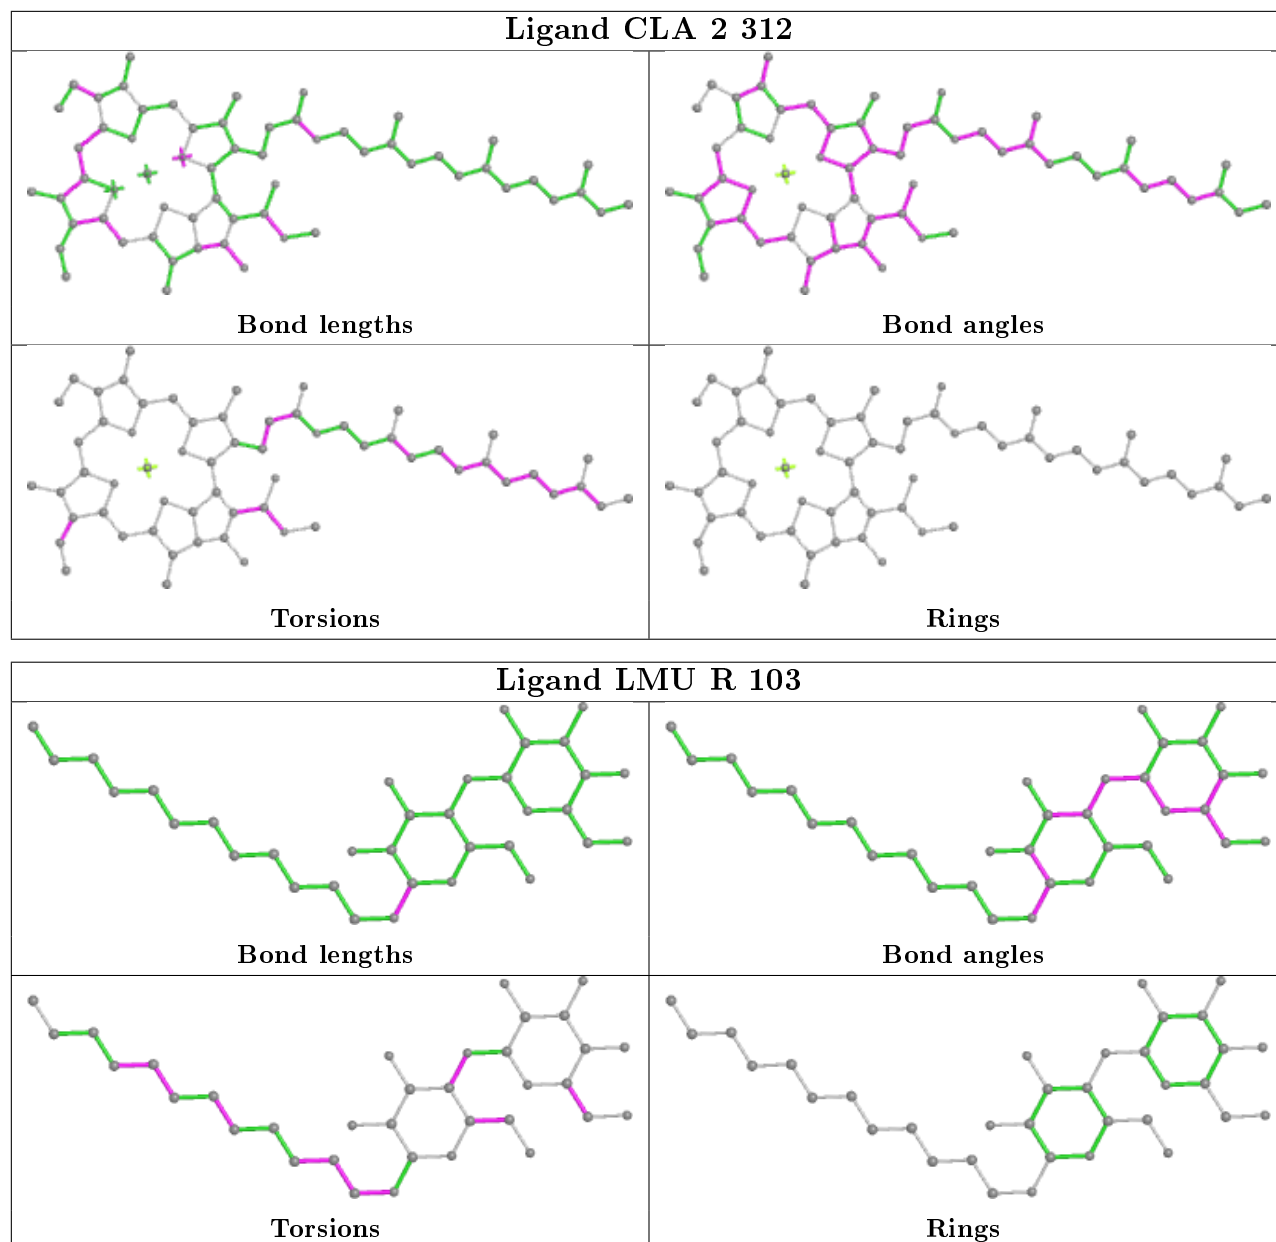 Ligand CLA 2 312
Bond lengths
Bond angles
Torsions
Rings
Ligand LMU R 103
Bond lengths
Bond angles
Torsions
Rings